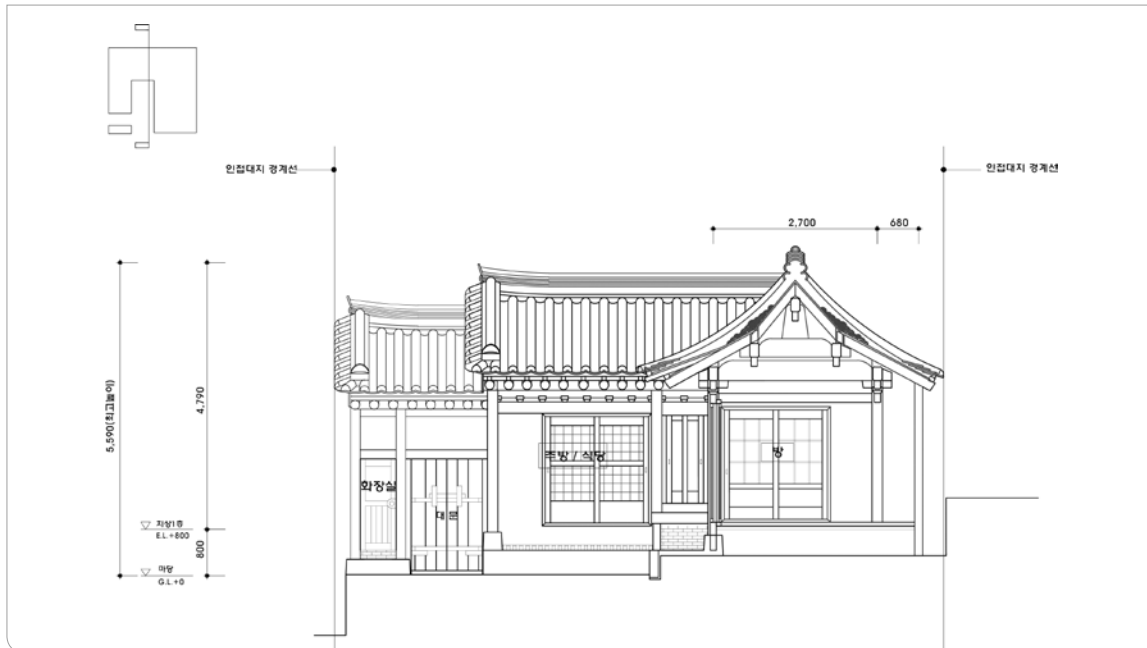 인접대지 경계선
인접대지 경계선
2,700
680
5,590(최고높이)
4,790
주방 / 식당
방
화장실
대문
지상1층
E.L.+800
800
마당
G.L.+0